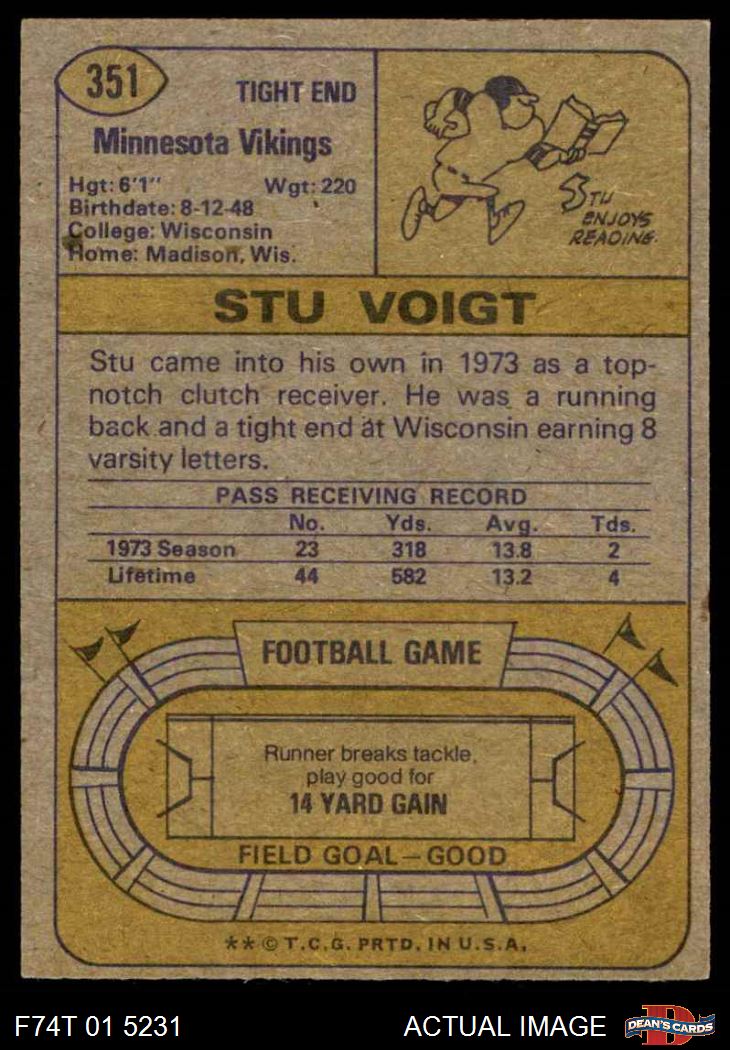 351
TIGHT END
Minnesota Vikings
Hgt: 6'1" Wgt: 220
Birthdate: 8-12-48
College: Wisconsin
Home: Madison, Wis.
STU
ENJOYS
READING.
STU VOIGT
Stu came into his own in 1973 as a top-
notch clutch receiver. He was a running
back and a tight end at Wisconsin earning 8
varsity letters.
PASS RECEIVING RECORD
No. Yds. Avg. Tds.
1973 Season 23 318 13.8 2
Lifetime 44 582 13.2 4
FOOTBALL GAME
Runner breaks tackle,
play good for
14 YARD GAIN
FIELD GOAL—GOOD
**© T.C.G. PRTD. IN U.S.A.
F74T 01 5231 ACTUAL IMAGE
D
DEAN'S CARDS